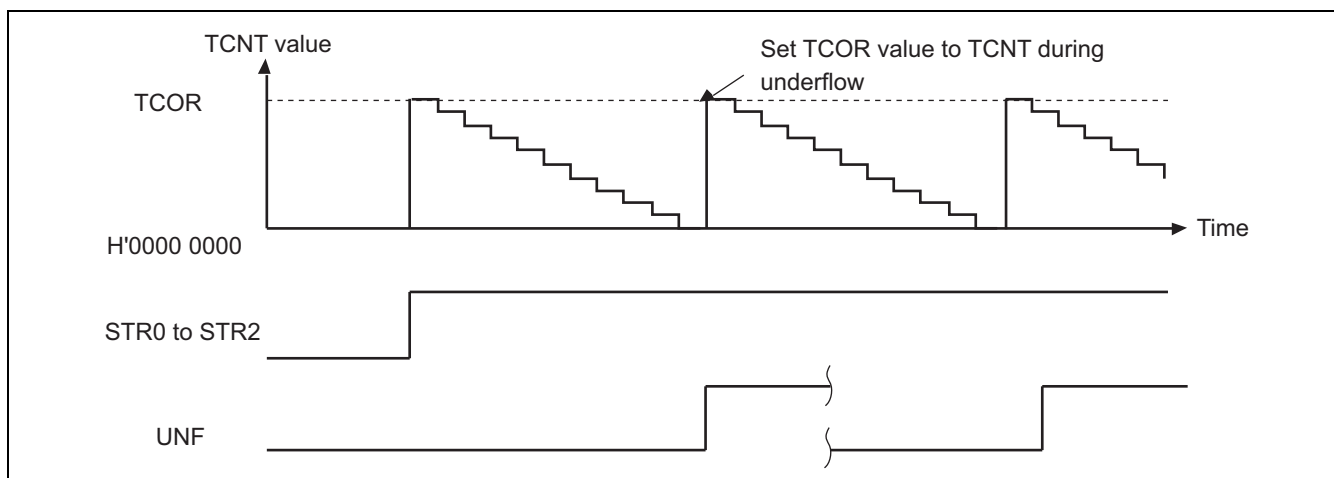 TCNT value
Set TCOR value to TCNT during
underflow
TCOR
Time
H'0000 0000
STR0 to STR2
UNF